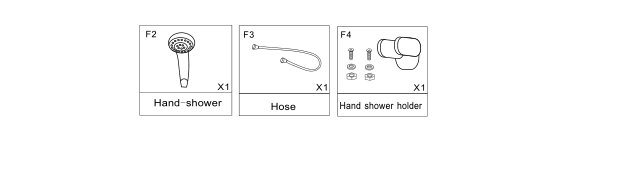 F2
X1
Hand-shower
F3
X1
Hose
F4
X1
Hand shower holder